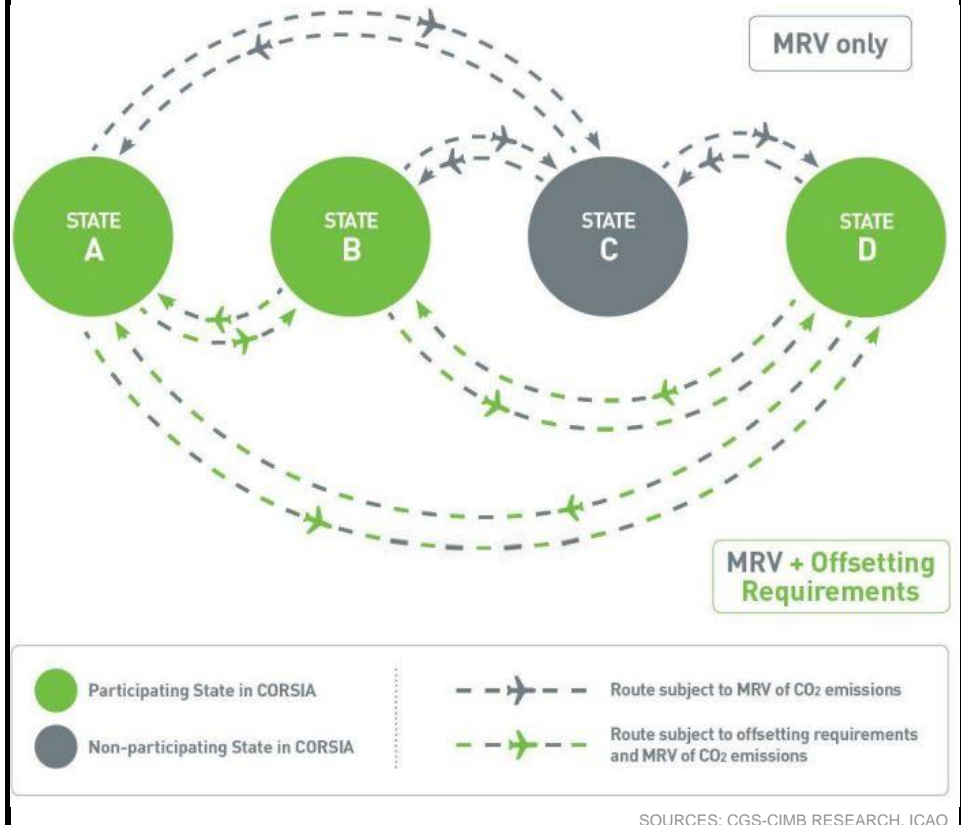 MRV only
STATE
A
STATE
B
STATE
C
STATE
D
MRV + Offsetting
Requirements
Participating State in CORSIA
Non-participating State in CORSIA
Route subject to MRV of CO2 emissions
Route subject to offsetting requirements
and MRV of CO2 emissions
SOURCES: CGS-CIMB RESEARCH, ICAO